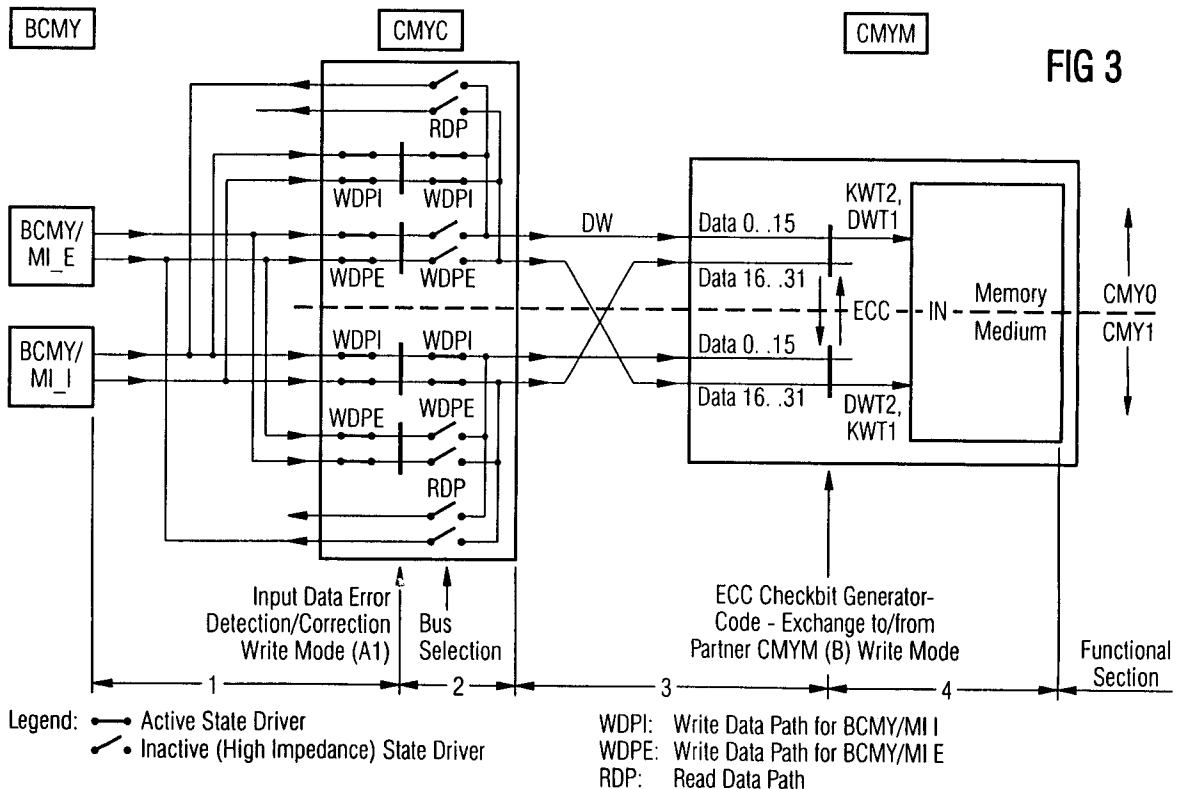 BCMY
CMYC
CMYM
FIG 3
RDP
WDPI
WDPI
BCMY/
MI_E
WDPE
WDPE
DW
Data 0. .15
Data 16. .31
KWT2,
DWT1
ECC
IN
Memory
Medium
CMY0
CMY1
BCMY/
MI_I
WDPI
WDPI
WDPE
WDPE
RDP
Data 0. .15
Data 16. .31
DWT2,
KWT1
Input Data Error
Detection/Correction
Write Mode (A1)
Bus
Selection
ECC Checkbit Generator-
Code - Exchange to/from
Partner CMYM (B) Write Mode
Functional
Section
1
2
3
4
Legend:
Active State Driver
Inactive (High Impedance) State Driver
WDPI: Write Data Path for BCMY/MI I
WDPE: Write Data Path for BCMY/MI E
RDP: Read Data Path